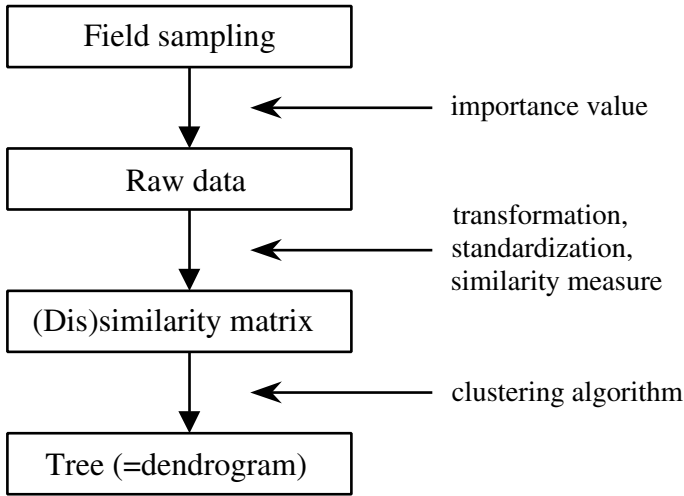 Field sampling
importance value
Raw data
transformation,
standardization,
similarity measure
(Dis)similarity matrix
clustering algorithm
Tree (=dendrogram)